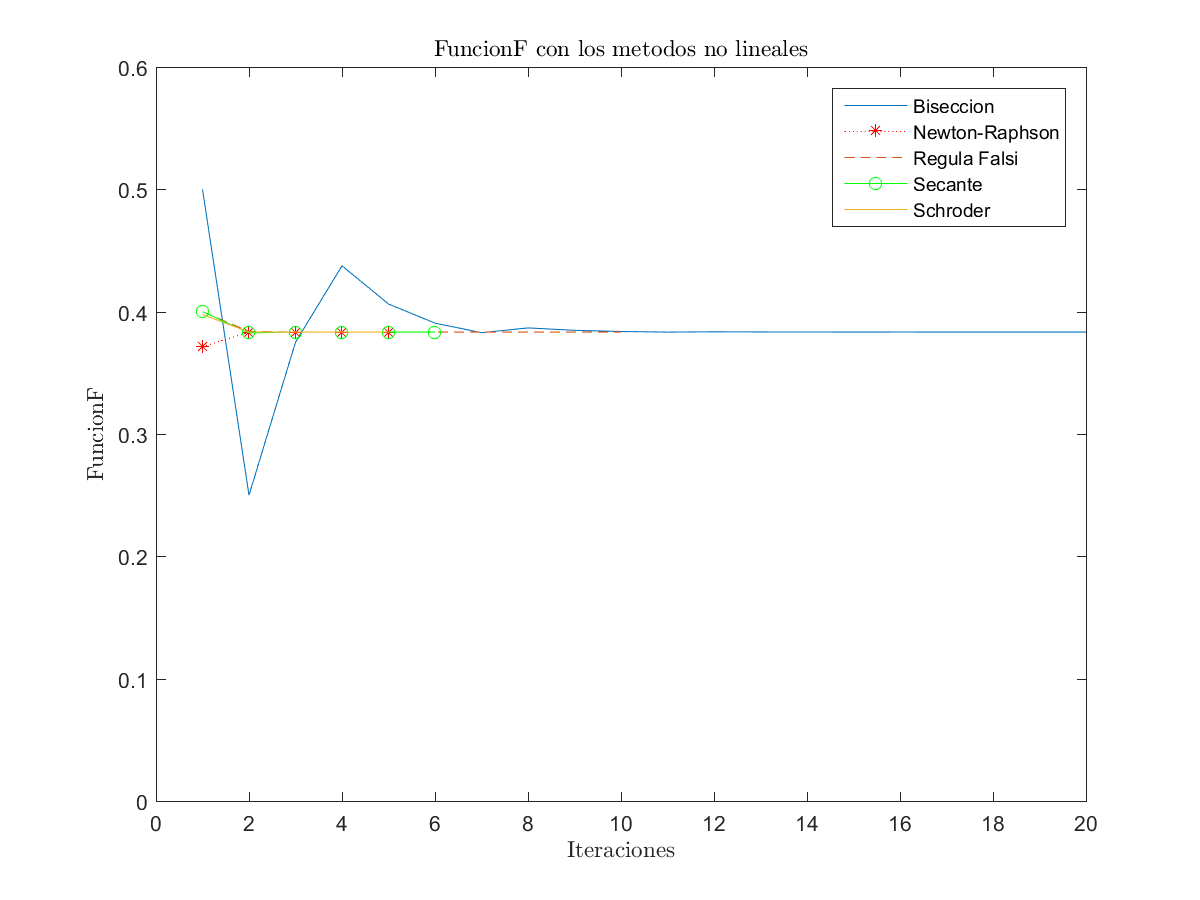 FuncionF con los metodos no lineales
Biseccion
Newton-Raphson
Regula Falsi
Secante
Schroder
0.6
0.5
0.4
0.3
0.2
0.1
0
FuncionF
0 2 4 6 8 10 12 14 16 18 20
Iteraciones